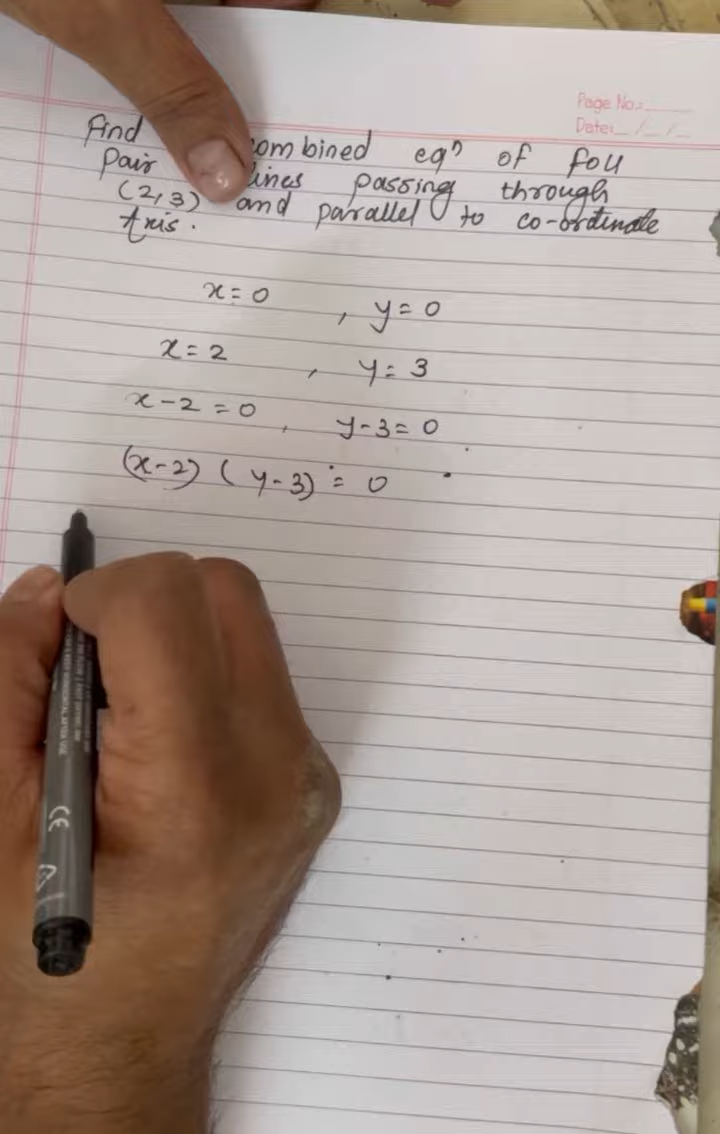 Page No.:
Date: / /
Find combined eqⁿ of foll
Pair lines passing through
(2,3) and parallel to co-ordinate
Axis.
x = 0 , y = 0
x = 2 , y = 3
x - 2 = 0 , y - 3 = 0
(x - 2) (y - 3) = 0
CE